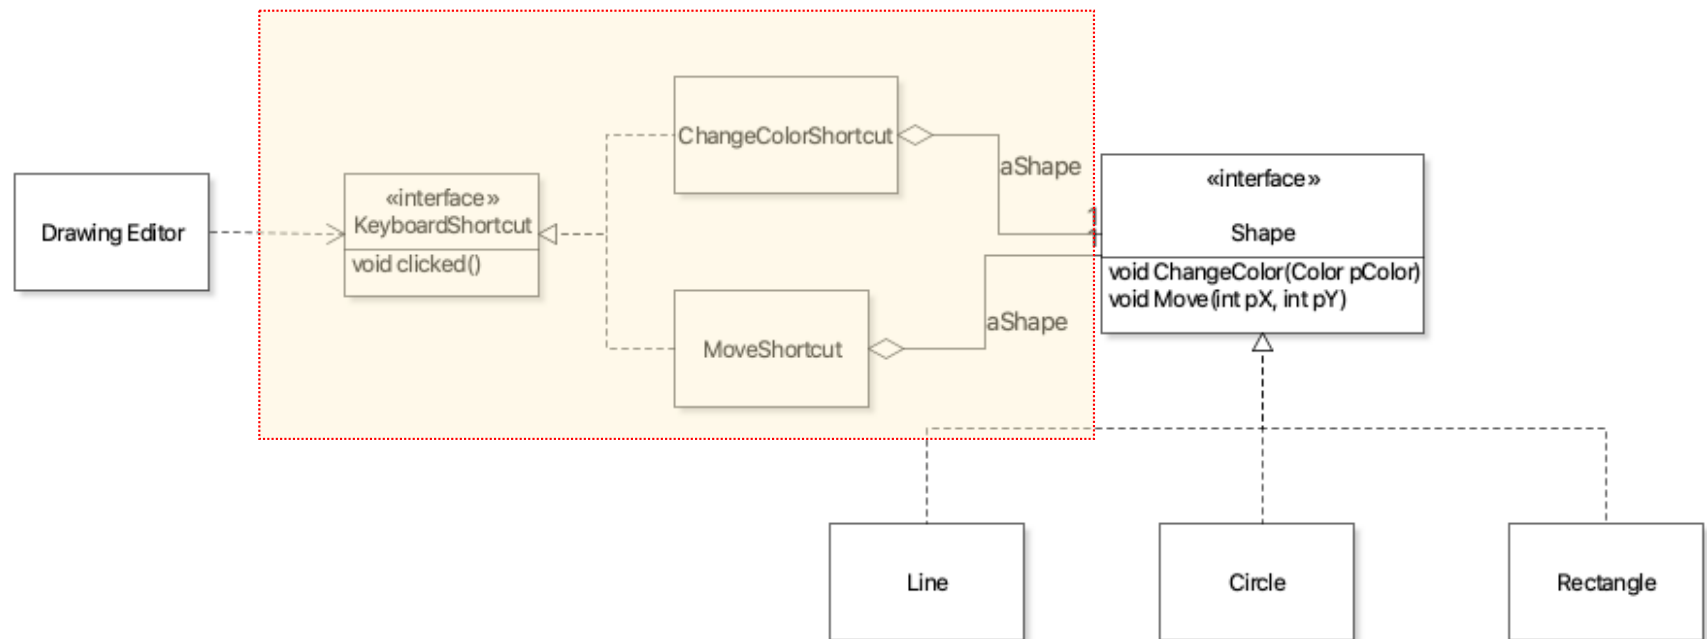 Drawing Editor
«interface»
KeyboardShortcut
void clicked()
ChangeColorShortcut
MoveShortcut
aShape
1
1
aShape
«interface»
Shape
void ChangeColor(Color pColor)
void Move(int pX, int pY)
Line
Circle
Rectangle